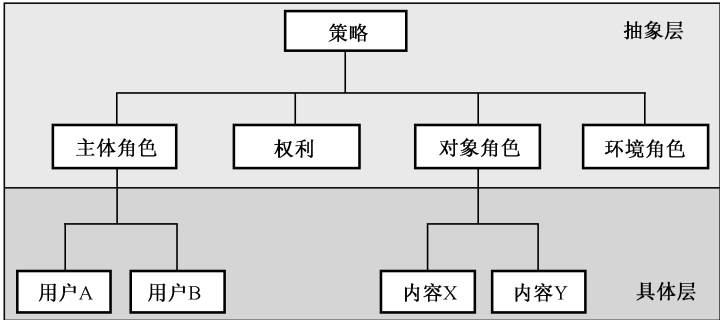 策略
抽象层
主体角色
权利
对象角色
环境角色
用户A
用户B
内容X
内容Y
具体层